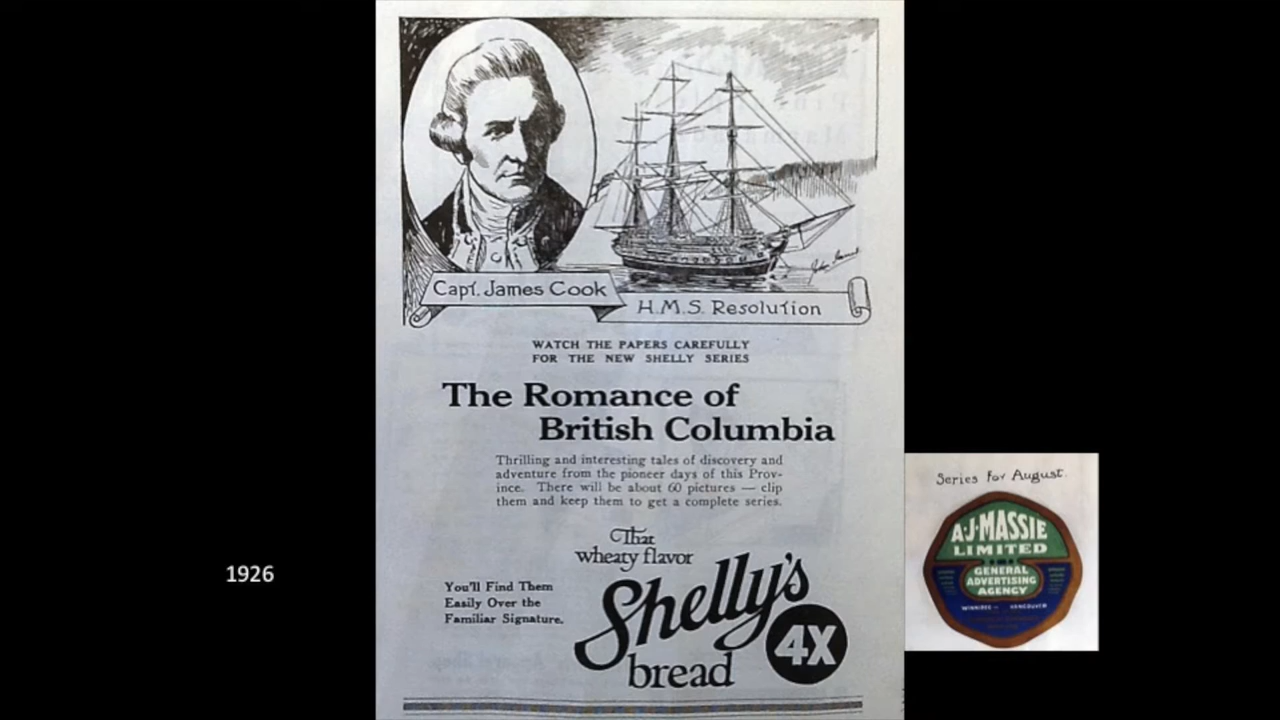 Capt. James Cook
H.M.S. Resolution
WATCH THE PAPERS CAREFULLY
FOR THE NEW SHELLY SERIES
The Romance of
British Columbia
Thrilling and interesting tales of discovery and
adventure from the pioneer days of this Prov-
ince. There will be about 60 pictures — clip
them and keep them to get a complete series.
That
wheaty flavor
You'll Find Them
Easily Over the
Familiar Signature.
Shelly's
4X
bread
1926
Series for August.
A·J·MASSIE
LIMITED
GENERAL
ADVERTISING
AGENCY
WINNIPEG – VANCOUVER